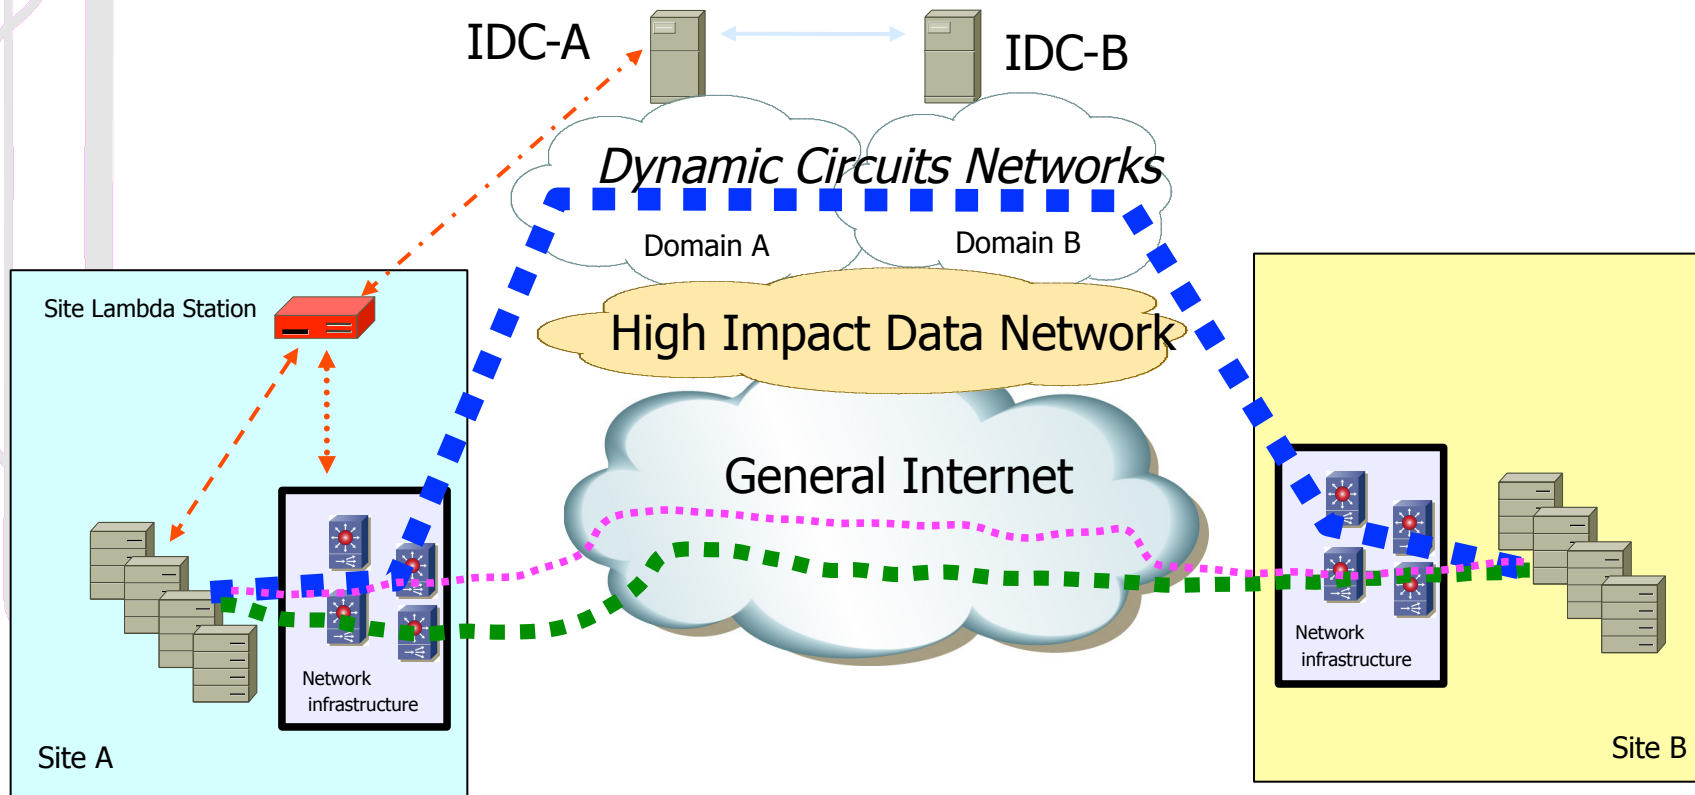 IDC-A
IDC-B
Dynamic Circuits Networks
Domain A
Domain B
Site Lambda Station
High Impact Data Network
General Internet
Network
infrastructure
Network
infrastructure
Site A
Site B